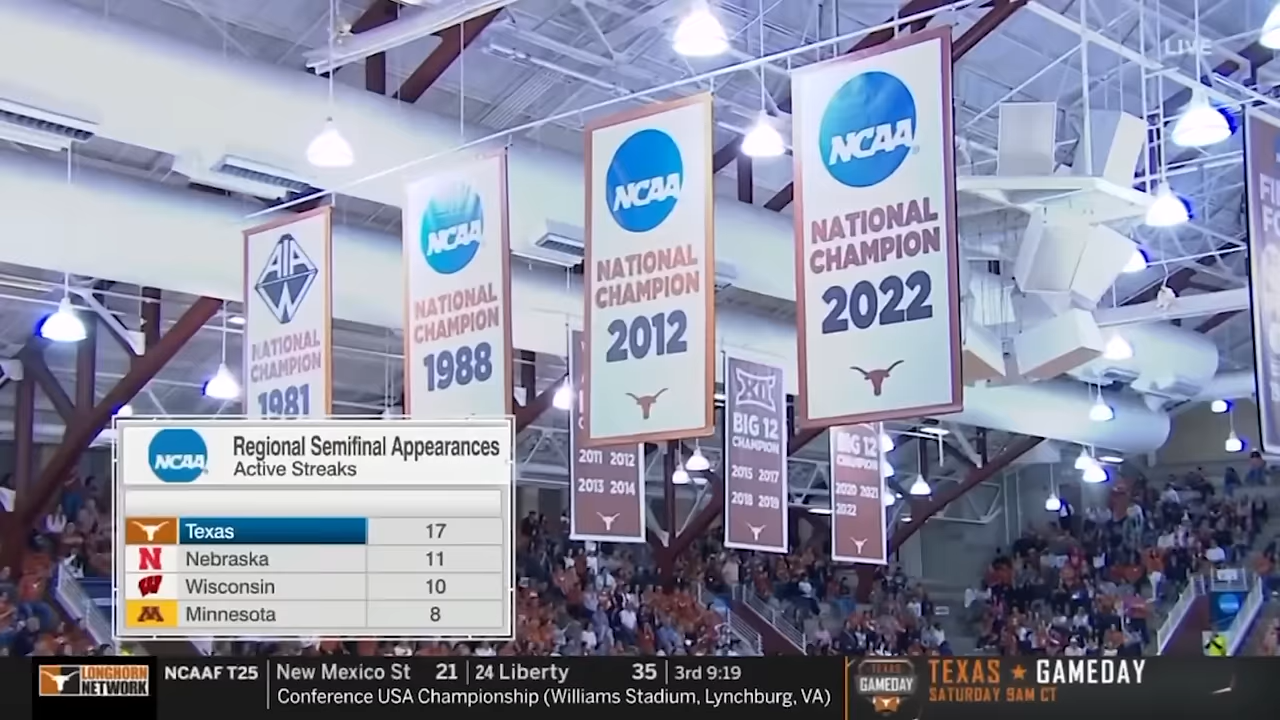 LIVE
AIAW
NATIONAL
CHAMPION
1981
NCAA
NATIONAL
CHAMPION
1988
NCAA
NATIONAL
CHAMPION
2012
NCAA
NATIONAL
CHAMPION
2022
2011 2012
2013 2014
XII
BIG 12
CHAMPION
2015 2017
2018 2019
BIG 12
CHAMPION
2020 2021
2022
NCAA
Regional Semifinal Appearances
Active Streaks
Texas 17
N Nebraska 11
W Wisconsin 10
M Minnesota 8
LONGHORN
NETWORK
NCAAF T25 New Mexico St 21 24 Liberty 35 3rd 9:19
Conference USA Championship (Williams Stadium, Lynchburg, VA)
TEXAS
GAMEDAY
TEXAS ★ GAMEDAY
SATURDAY 9AM CT